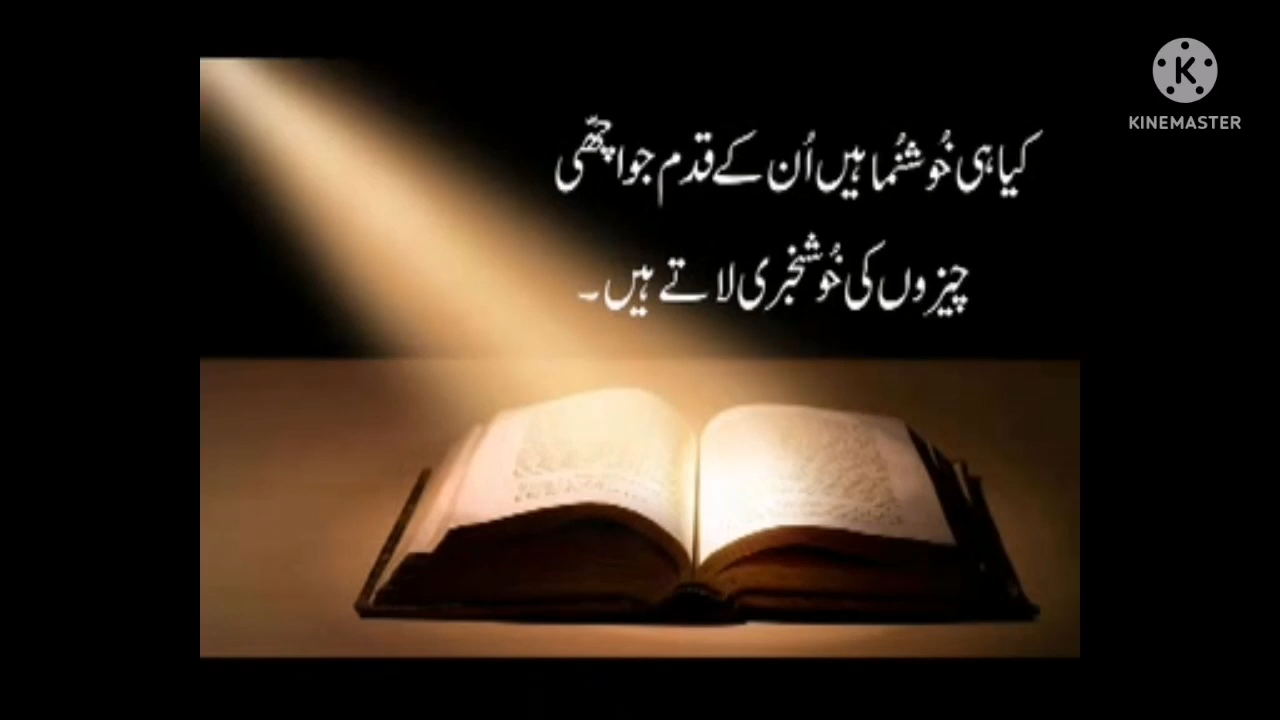 کیا ہی خُوشنُما ہیں اُن کے قدم جو اچھّی
چیزوں کی خُوشخبری لاتے ہیں۔
K
KINEMASTER